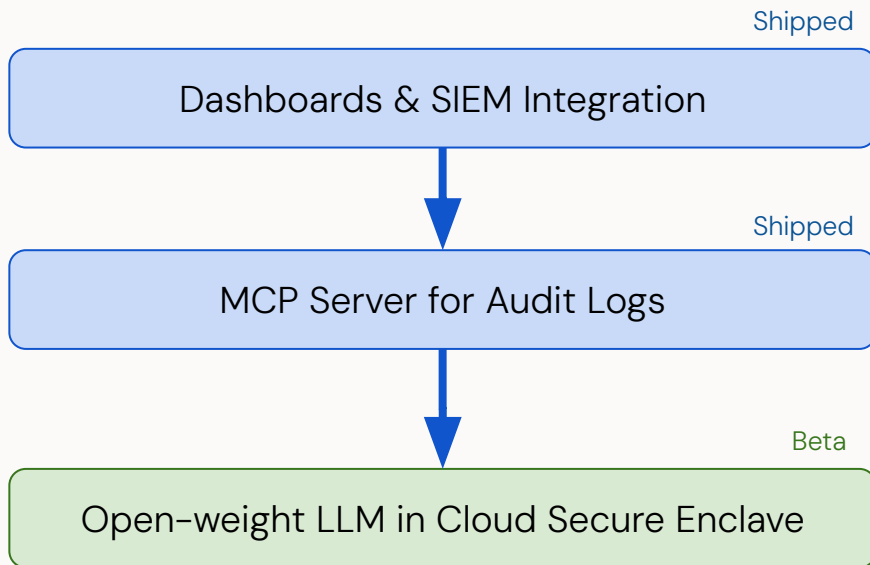 Shipped
Dashboards & SIEM Integration
Shipped
MCP Server for Audit Logs
Beta
Open-weight LLM in Cloud Secure Enclave